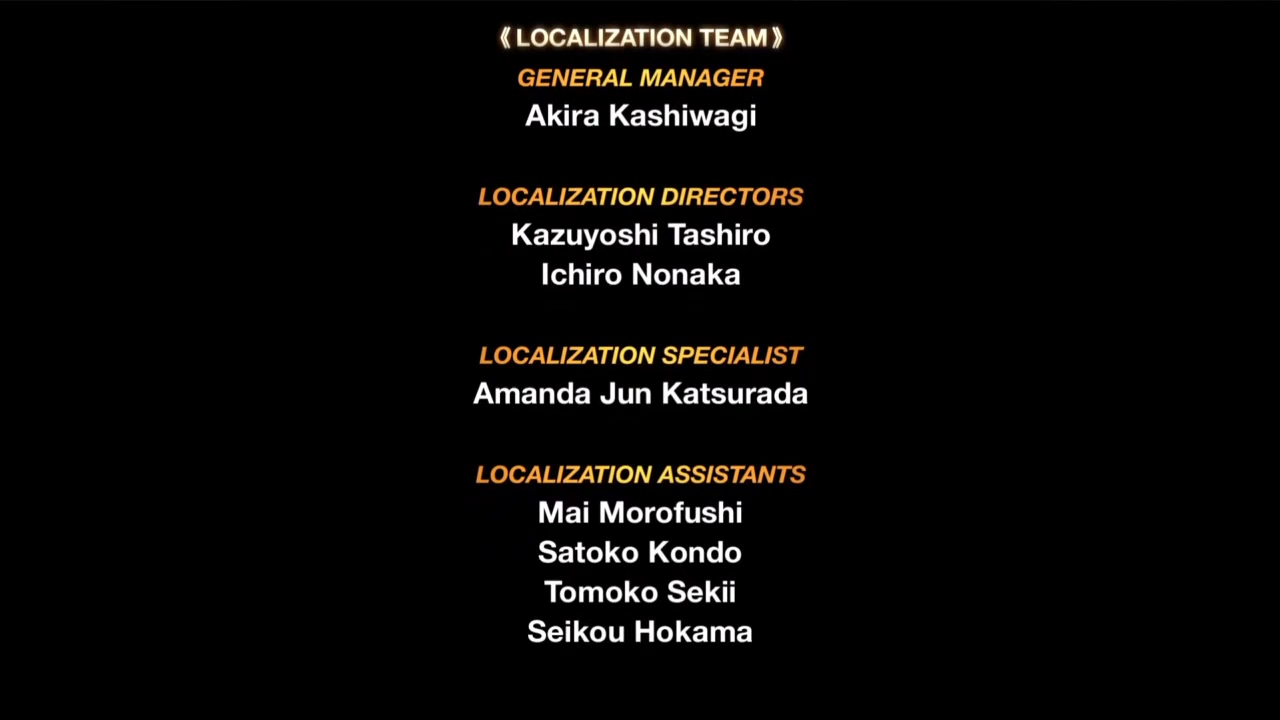 《LOCALIZATION TEAM》
GENERAL MANAGER
Akira Kashiwagi
LOCALIZATION DIRECTORS
Kazuyoshi Tashiro
Ichiro Nonaka
LOCALIZATION SPECIALIST
Amanda Jun Katsurada
LOCALIZATION ASSISTANTS
Mai Morofushi
Satoko Kondo
Tomoko Sekii
Seikou Hokama